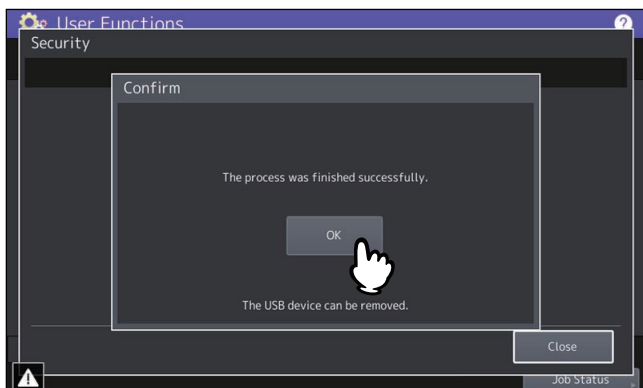 User Functions
?
Security
Confirm
The process was finished successfully.
OK
The USB device can be removed.
Close
Job Status